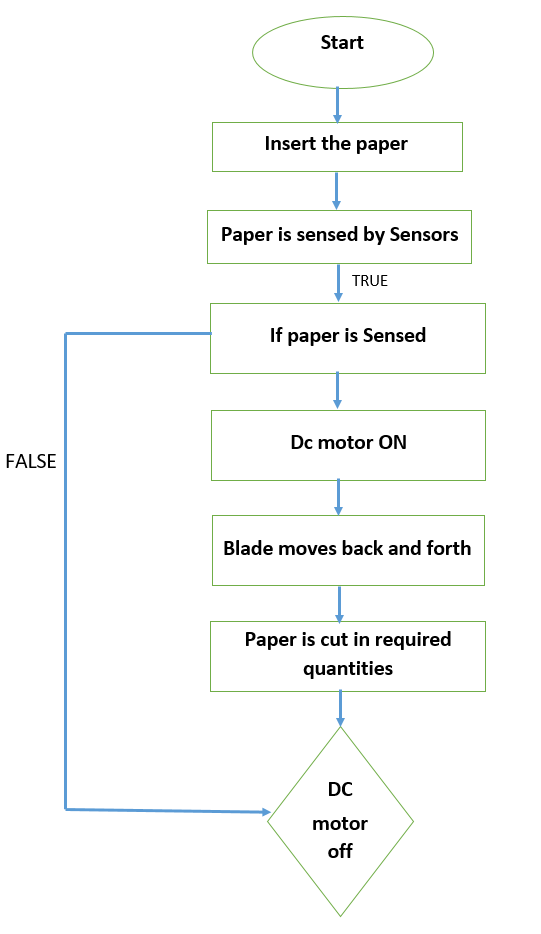 Start
Insert the paper
Paper is sensed by Sensors
TRUE
If paper is Sensed
Dc motor ON
FALSE
Blade moves back and forth
Paper is cut in required
quantities
DC
motor
off